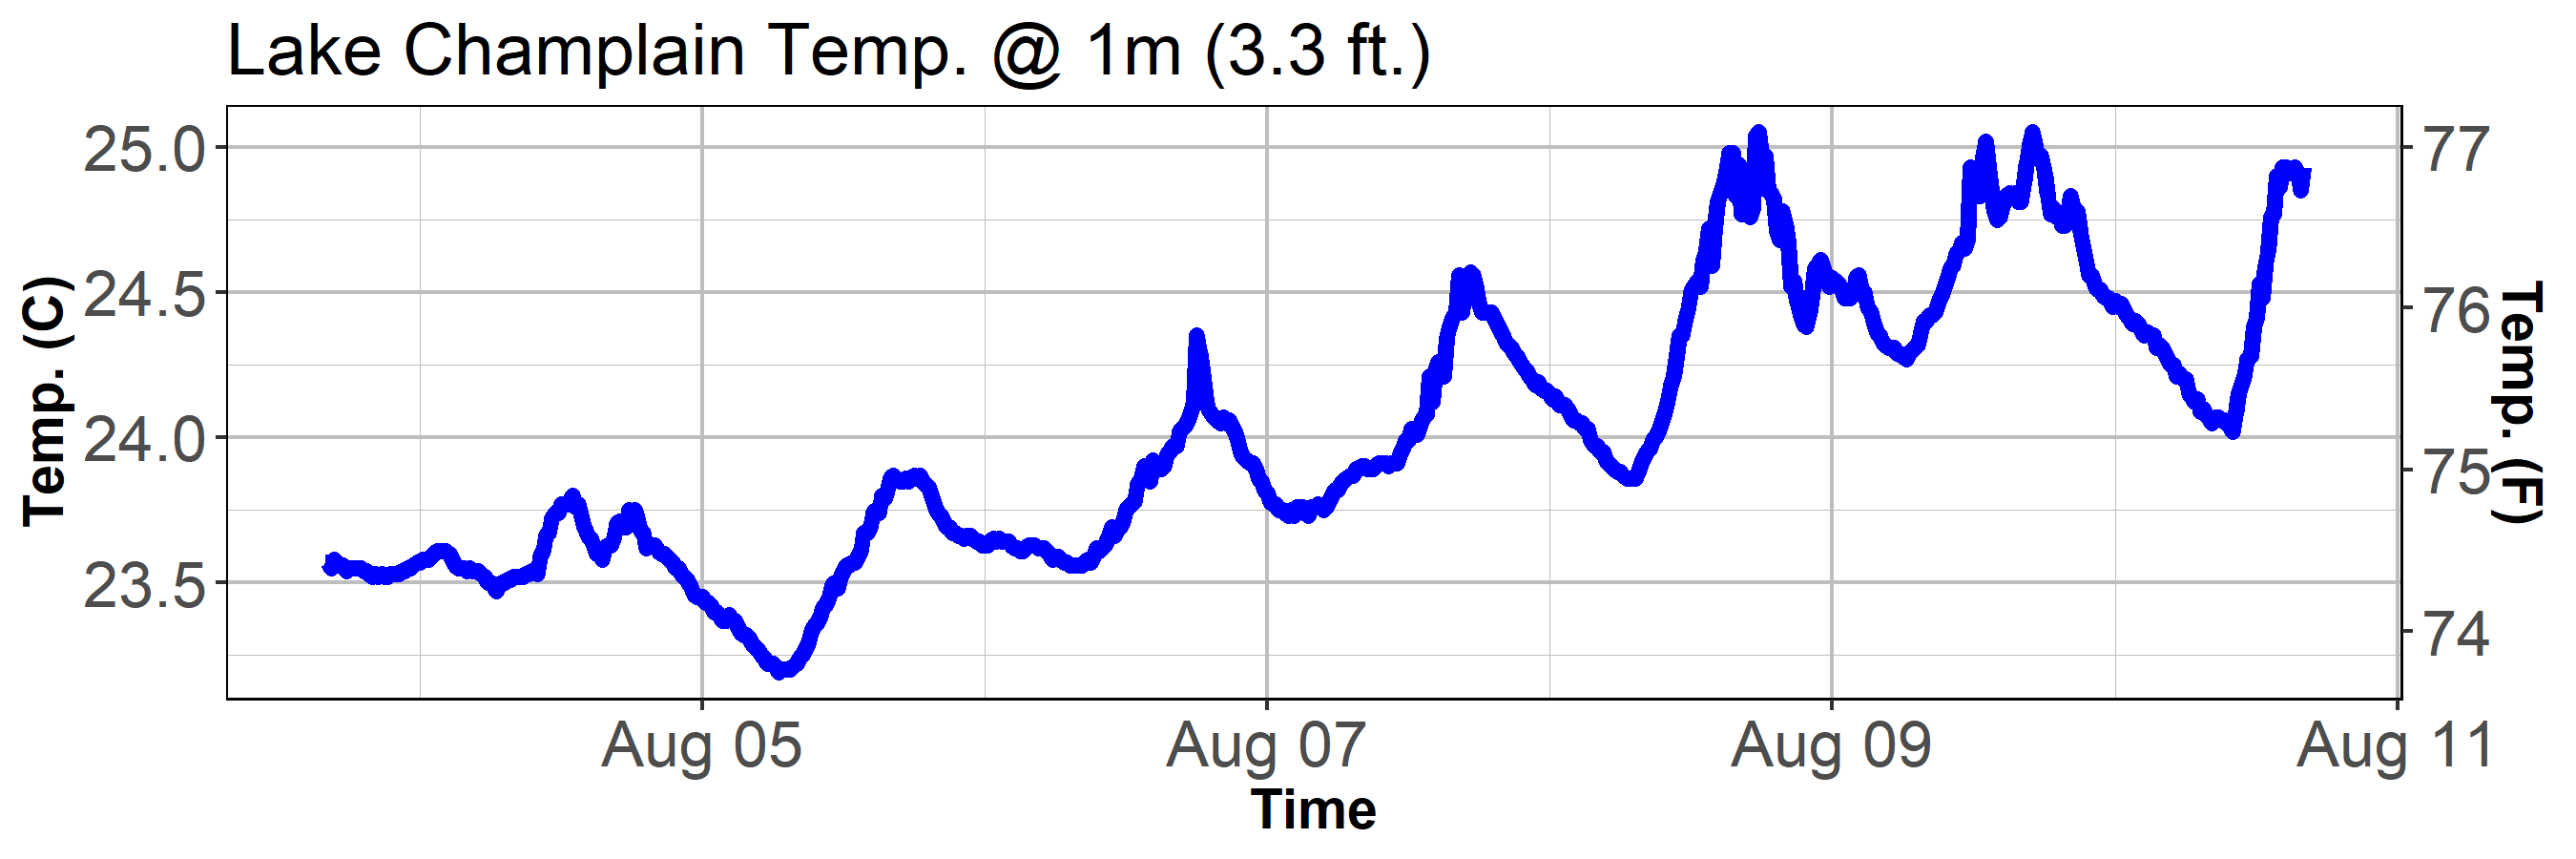 Lake Champlain Temp. @ 1m (3.3 ft.)
Temp. (C)
25.0
24.5
24.0
23.5
77
76
75
74
Temp. (F)
Aug 05
Aug 07
Aug 09
Aug 11
Time